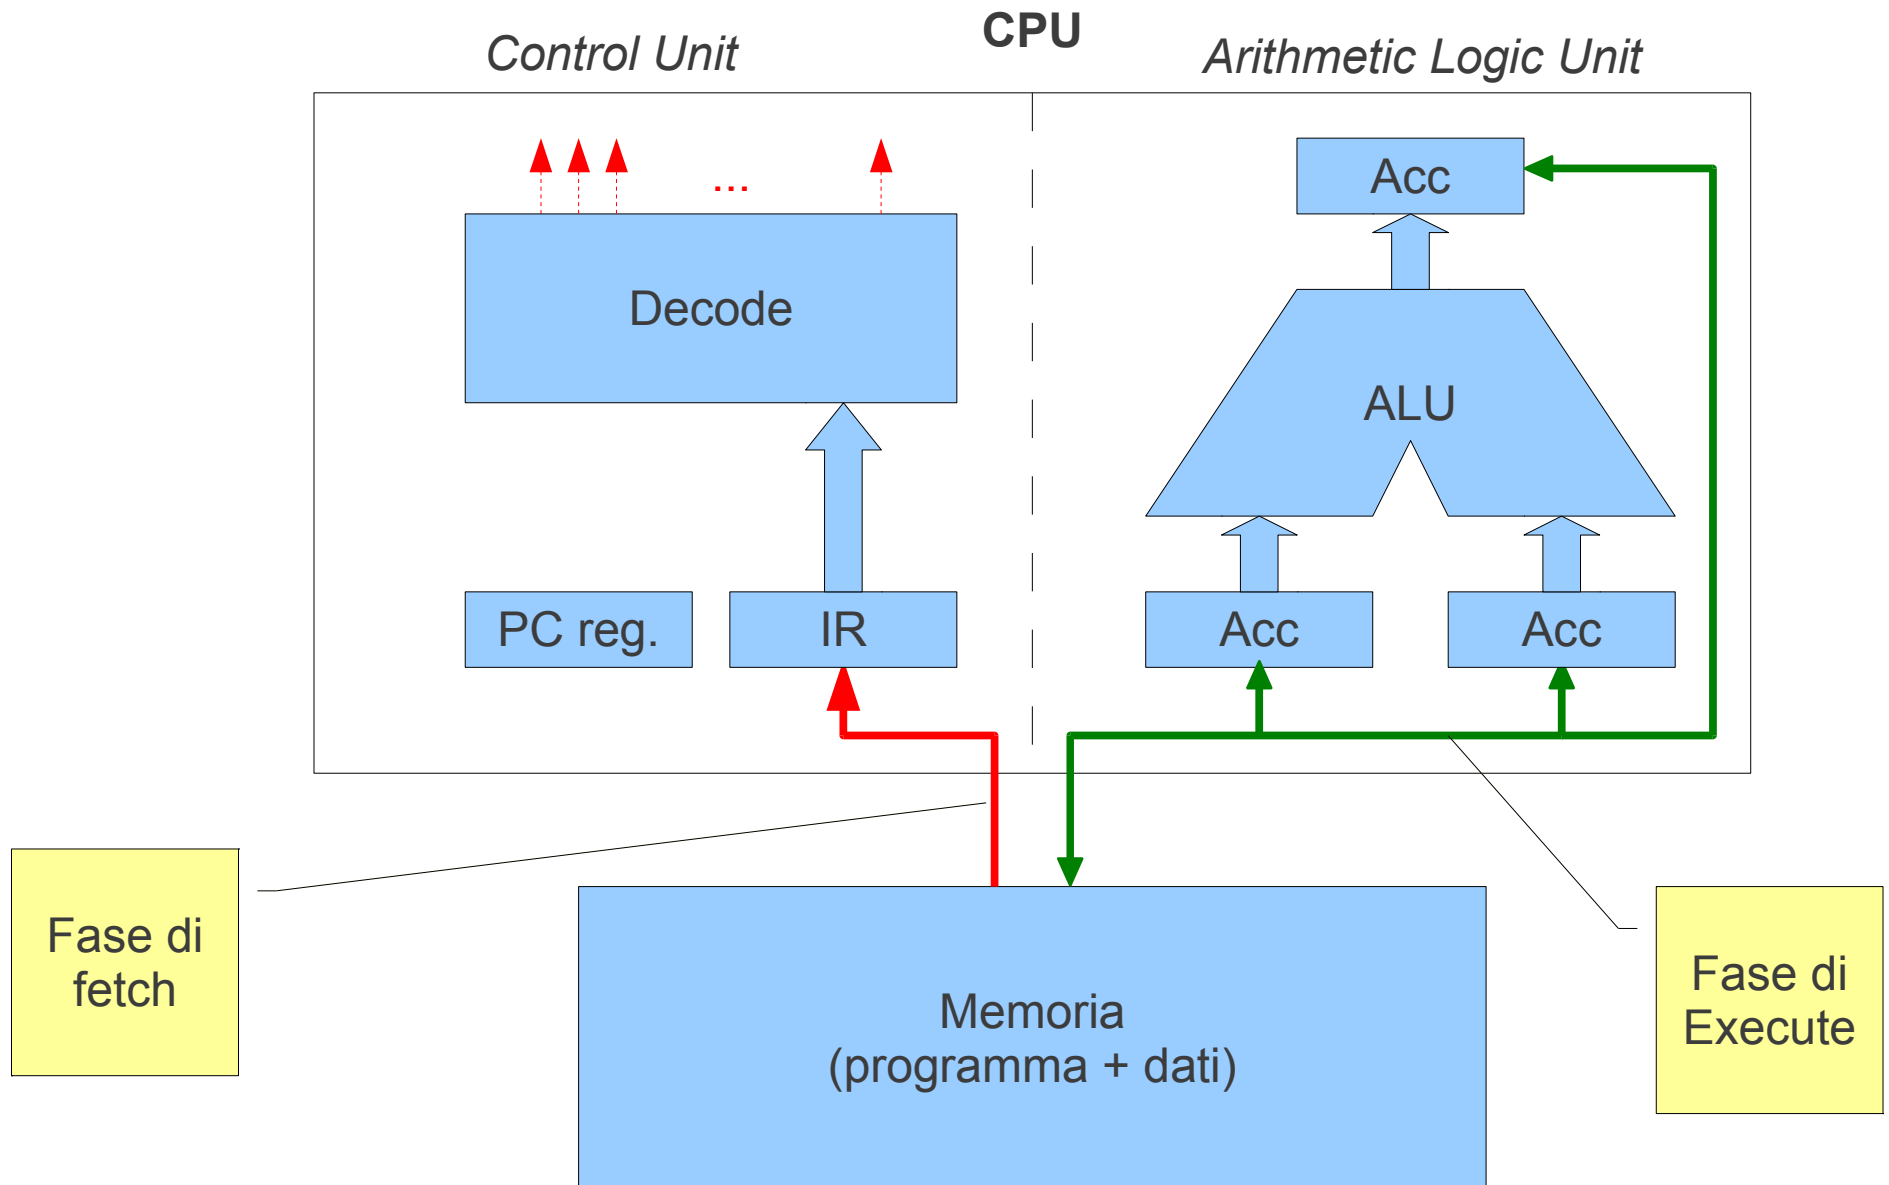 CPU
Control Unit
Arithmetic Logic Unit
...
Acc
Decode
ALU
PC reg.
IR
Acc
Acc
Fase di
fetch
Memoria
(programma + dati)
Fase di
Execute